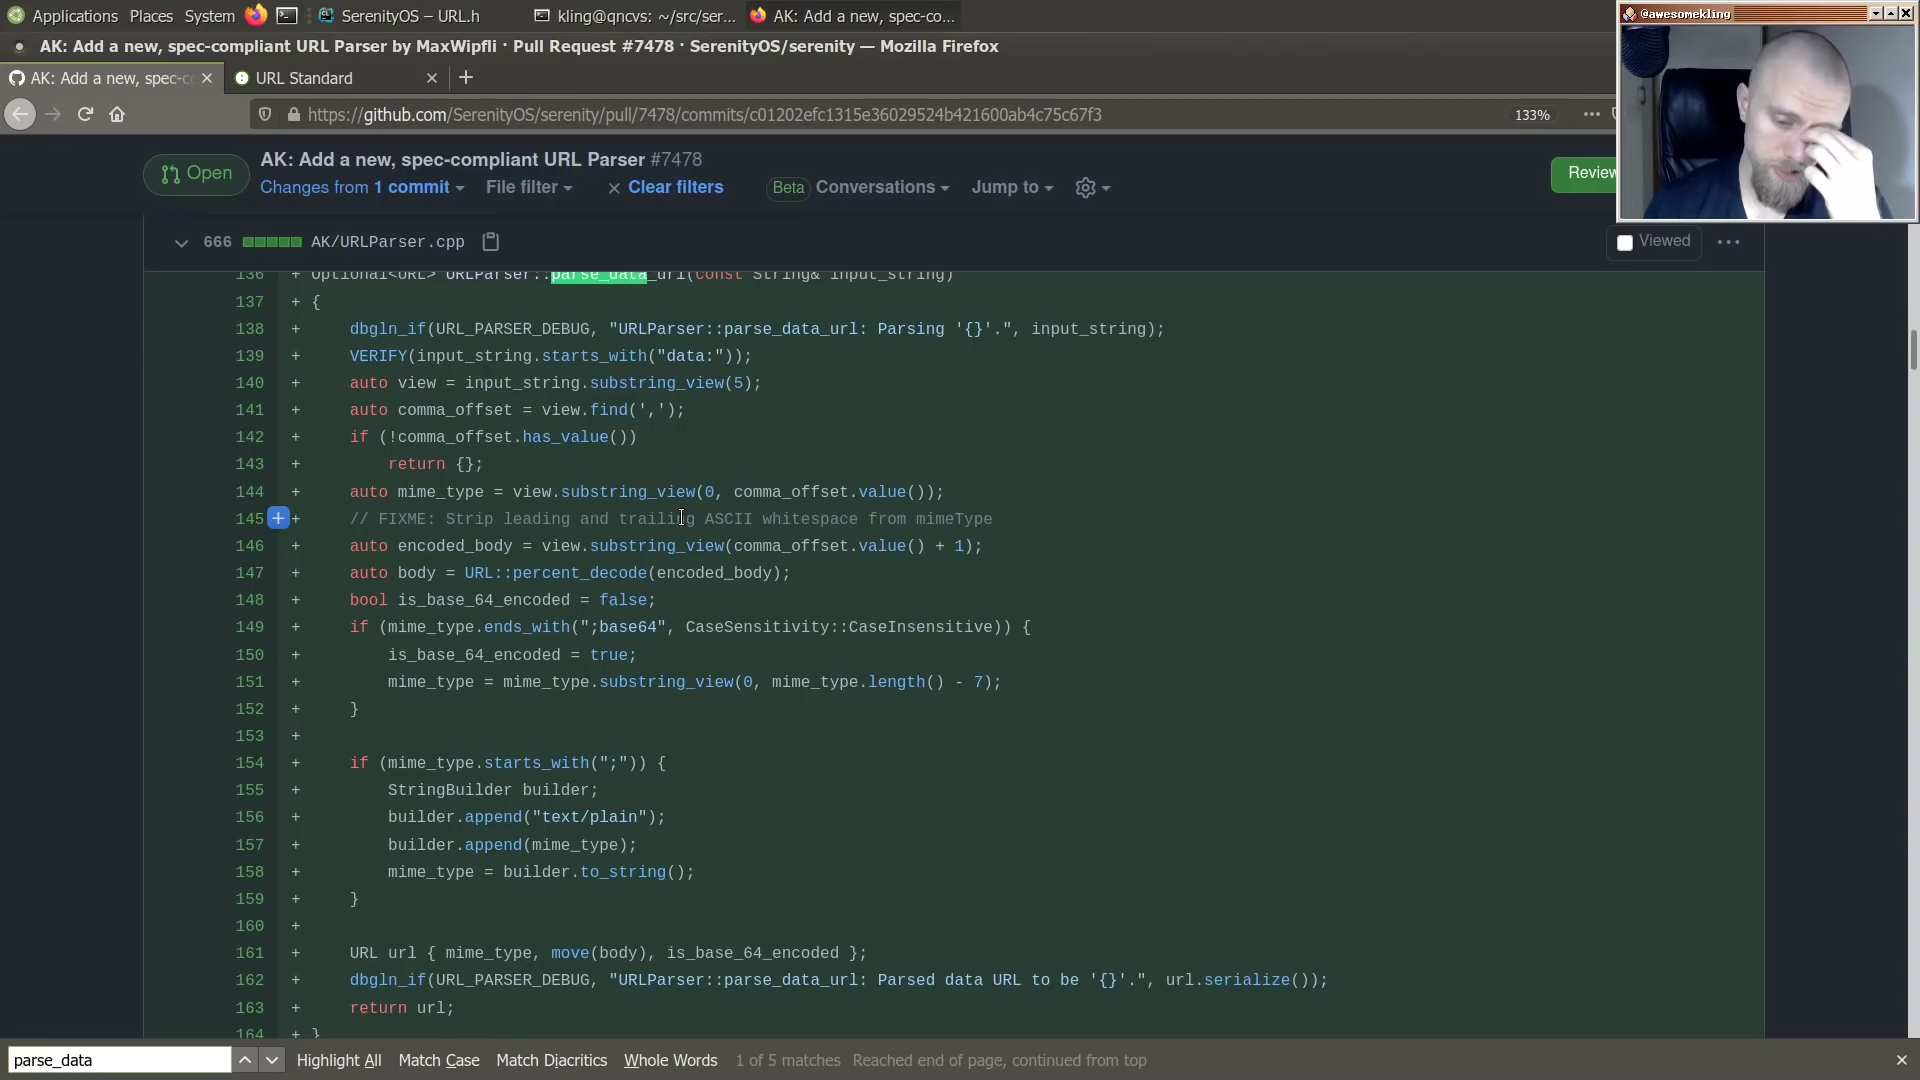 Applications Places System SerenityOS – URL.h kling@qncvs: ~/src/ser... AK: Add a new, spec-co...
@awesomekling
AK: Add a new, spec-compliant URL Parser by MaxWipfli · Pull Request #7478 · SerenityOS/serenity — Mozilla Firefox
AK: Add a new, spec-c URL Standard
https://github.com/SerenityOS/serenity/pull/7478/commits/c01202efc1315e36029524b421600ab4c75c67f3 133%
Open AK: Add a new, spec-compliant URL Parser #7478
Changes from 1 commit File filter Clear filters Beta Conversations Jump to Review
666 AK/URLParser.cpp Viewed
136 + Optional<URL> URLParser::parse_data_url(const String& input_string)
137 + {
138 + dbgln_if(URL_PARSER_DEBUG, "URLParser::parse_data_url: Parsing '{}'.", input_string);
139 + VERIFY(input_string.starts_with("data:"));
140 + auto view = input_string.substring_view(5);
141 + auto comma_offset = view.find(',');
142 + if (!comma_offset.has_value())
143 + return {};
144 + auto mime_type = view.substring_view(0, comma_offset.value());
145 + // FIXME: Strip leading and trailing ASCII whitespace from mimeType
146 + auto encoded_body = view.substring_view(comma_offset.value() + 1);
147 + auto body = URL::percent_decode(encoded_body);
148 + bool is_base_64_encoded = false;
149 + if (mime_type.ends_with(";base64", CaseSensitivity::CaseInsensitive)) {
150 + is_base_64_encoded = true;
151 + mime_type = mime_type.substring_view(0, mime_type.length() - 7);
152 + }
153 +
154 + if (mime_type.starts_with(";")) {
155 + StringBuilder builder;
156 + builder.append("text/plain");
157 + builder.append(mime_type);
158 + mime_type = builder.to_string();
159 + }
160 +
161 + URL url { mime_type, move(body), is_base_64_encoded };
162 + dbgln_if(URL_PARSER_DEBUG, "URLParser::parse_data_url: Parsed data URL to be '{}'.", url.serialize());
163 + return url;
164 + }
parse_data Highlight All Match Case Match Diacritics Whole Words 1 of 5 matches Reached end of page, continued from top